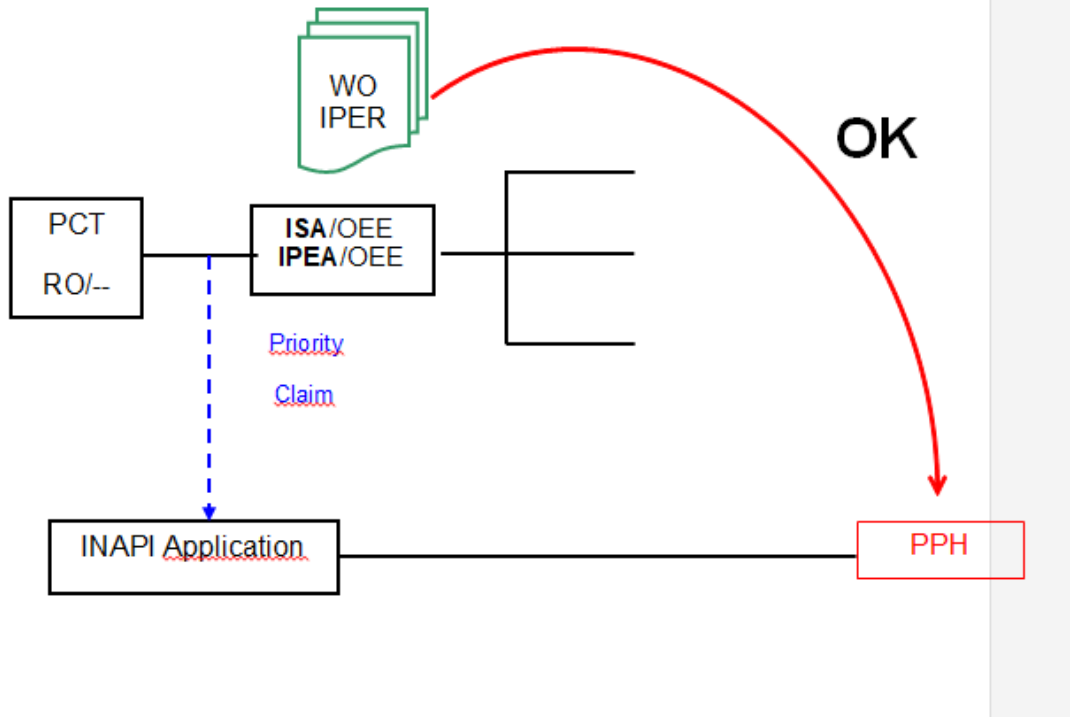 WO
IPER
OK
PCT
RO/--
ISA/OEE
IPEA/OEE
Priority
Claim
INAPI Application
PPH